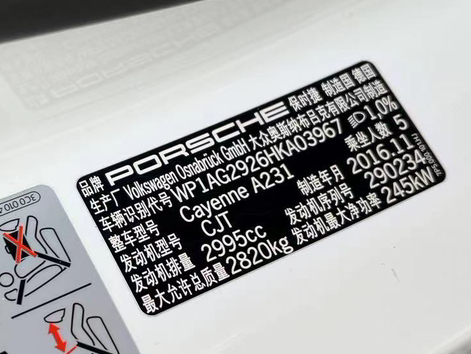 品牌 PORSCHE 保时捷 制造国 德国
生产厂 Volkswagen Osnabrück GmbH 大众奥斯纳布吕克有限公司制造
车辆识别代号 WP1AG2926HKA03967 1.0%
整车型号 Cayenne A231 乘坐人数 5
发动机型号 CJT 制造年月 2016.11
发动机排量 2995cc 发动机序列号 290234
最大允许总质量 2820kg 发动机最大净功率 245kW
3C0 010